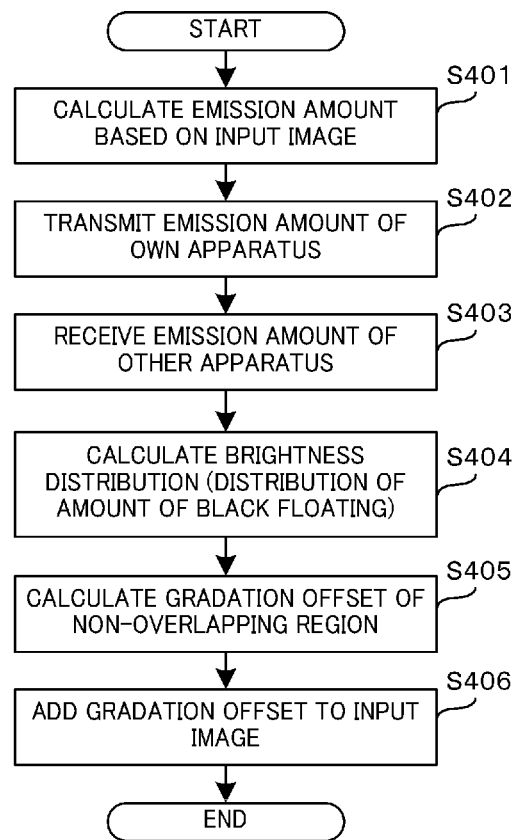 START
S401
CALCULATE EMISSION AMOUNT
BASED ON INPUT IMAGE
S402
TRANSMIT EMISSION AMOUNT OF
OWN APPARATUS
S403
RECEIVE EMISSION AMOUNT OF
OTHER APPARATUS
S404
CALCULATE BRIGHTNESS
DISTRIBUTION (DISTRIBUTION OF
AMOUNT OF BLACK FLOATING)
S405
CALCULATE GRADATION OFFSET OF
NON-OVERLAPPING REGION
S406
ADD GRADATION OFFSET TO INPUT
IMAGE
END